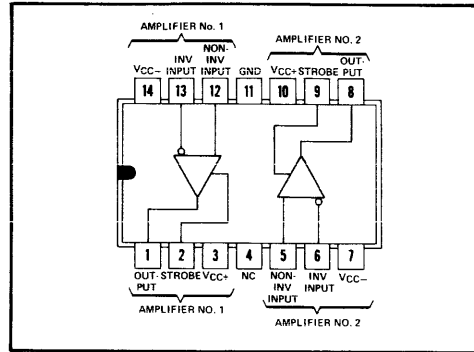 AMPLIFIER No. 1
AMPLIFIER NO. 2
NON-
INV INV OUT-
VCC– INPUT INPUT GND VCC+ STROBE PUT
14 13 12 11 10 9 8
1 2 3 4 5 6 7
OUT- STROBE VCC+ NC NON- INV VCC–
PUT INV INPUT
INPUT
AMPLIFIER NO. 1
AMPLIFIER NO. 2